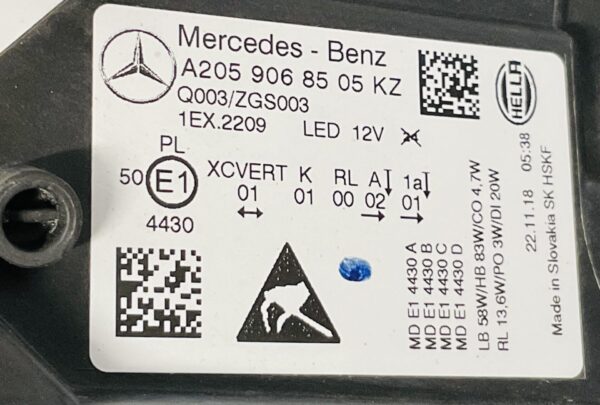 Mercedes - Benz
A205 906 85 05 KZ
Q003/ZGS003
1EX.2209 LED 12V
HELLA
PL
50 E1
4430
XCVERT K RL A 1a
01 01 00 02 01
MD E1 4430 A
MD E1 4430 B
MD E1 4430 C
MD E1 4430 D
LB 58W/HB 83W/CO 4,7W
RL 13,6W/PO 3W/DI 20W
22.11.18 05:38
Made in Slovakia SK HSKF